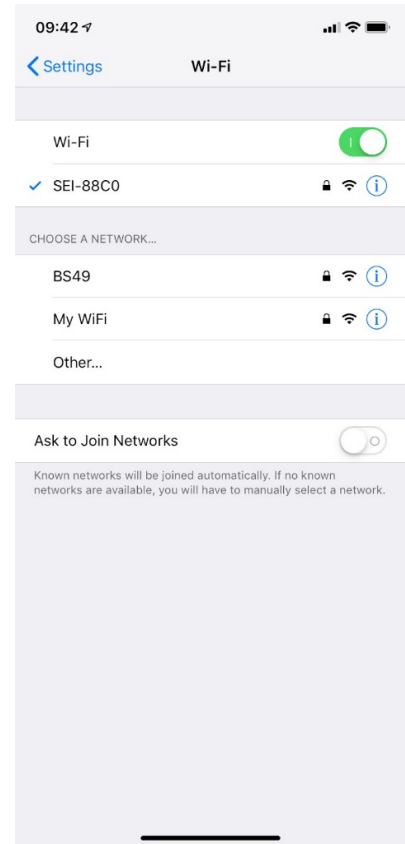 09:42
Settings
Wi-Fi
Wi-Fi
SEI-88C0
CHOOSE A NETWORK...
BS49
My WiFi
Other...
Ask to Join Networks
Known networks will be joined automatically. If no known
networks are available, you will have to manually select a network.